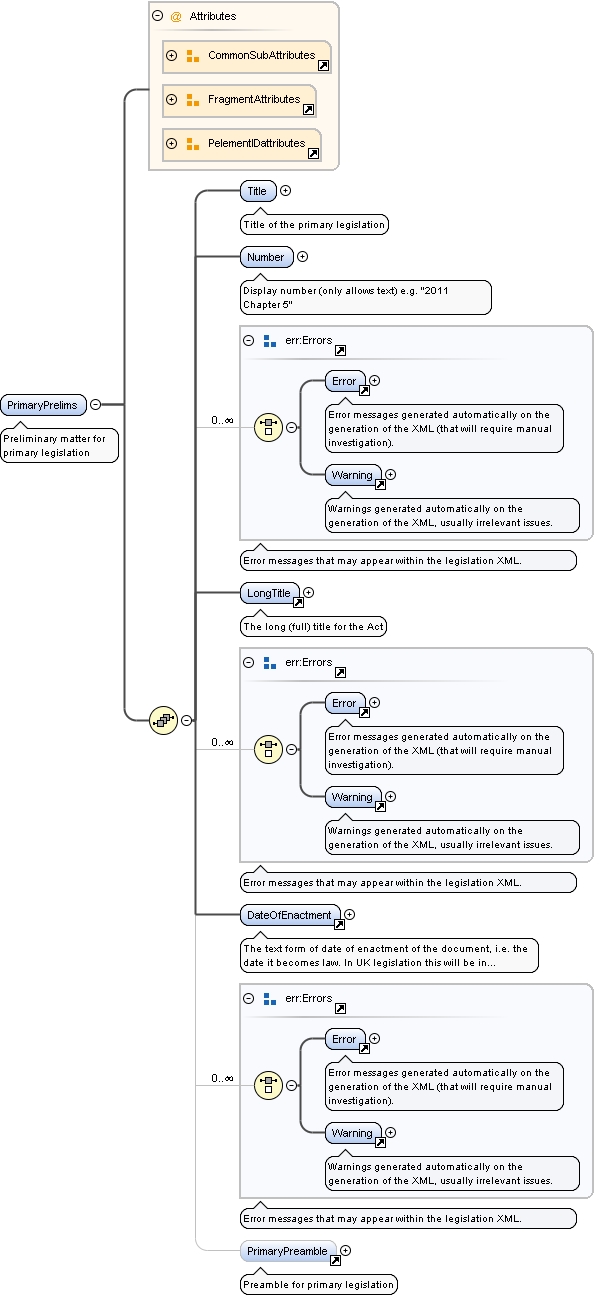 @ Attributes
CommonSubAttributes
FragmentAttributes
PelementIDattributes
Title
Title of the primary legislation
Number
Display number (only allows text) e.g. "2011
Chapter 5"
err:Errors
Error
PrimaryPrelims
Error messages generated automatically on the
generation of the XML (that will require manual
investigation).
0..∞
Preliminary matter for
primary legislation
Warning
Warnings generated automatically on the
generation of the XML, usually irrelevant issues.
Error messages that may appear within the legislation XML.
LongTitle
The long (full) title for the Act
err:Errors
Error
Error messages generated automatically on the
generation of the XML (that will require manual
investigation).
0..∞
Warning
Warnings generated automatically on the
generation of the XML, usually irrelevant issues.
Error messages that may appear within the legislation XML.
DateOfEnactment
The text form of date of enactment of the document, i.e. the
date it becomes law. In UK legislation this will be in...
err:Errors
Error
Error messages generated automatically on the
generation of the XML (that will require manual
investigation).
0..∞
Warning
Warnings generated automatically on the
generation of the XML, usually irrelevant issues.
Error messages that may appear within the legislation XML.
PrimaryPreamble
Preamble for primary legislation